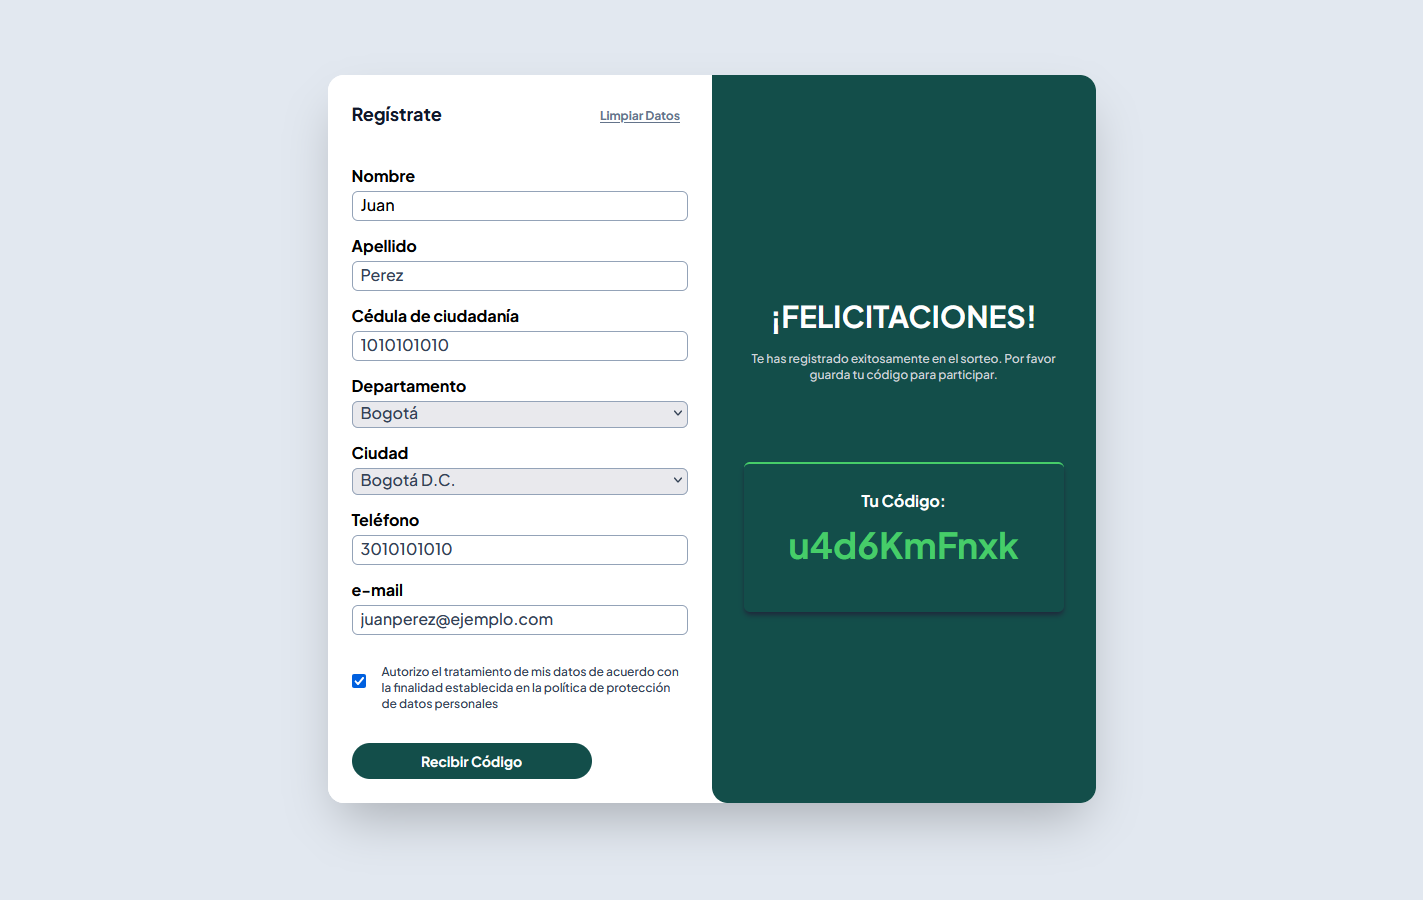 Regístrate
Limpiar Datos
Nombre
Juan
Apellido
Perez
Cédula de ciudadanía
1010101010
Departamento
Bogotá
Ciudad
Bogotá D.C.
Teléfono
3010101010
e-mail
juanperez@ejemplo.com
Autorizo el tratamiento de mis datos de acuerdo con
la finalidad establecida en la política de protección
de datos personales
Recibir Código
¡FELICITACIONES!
Te has registrado exitosamente en el sorteo. Por favor
guarda tu código para participar.
Tu Código:
u4d6KmFnxk